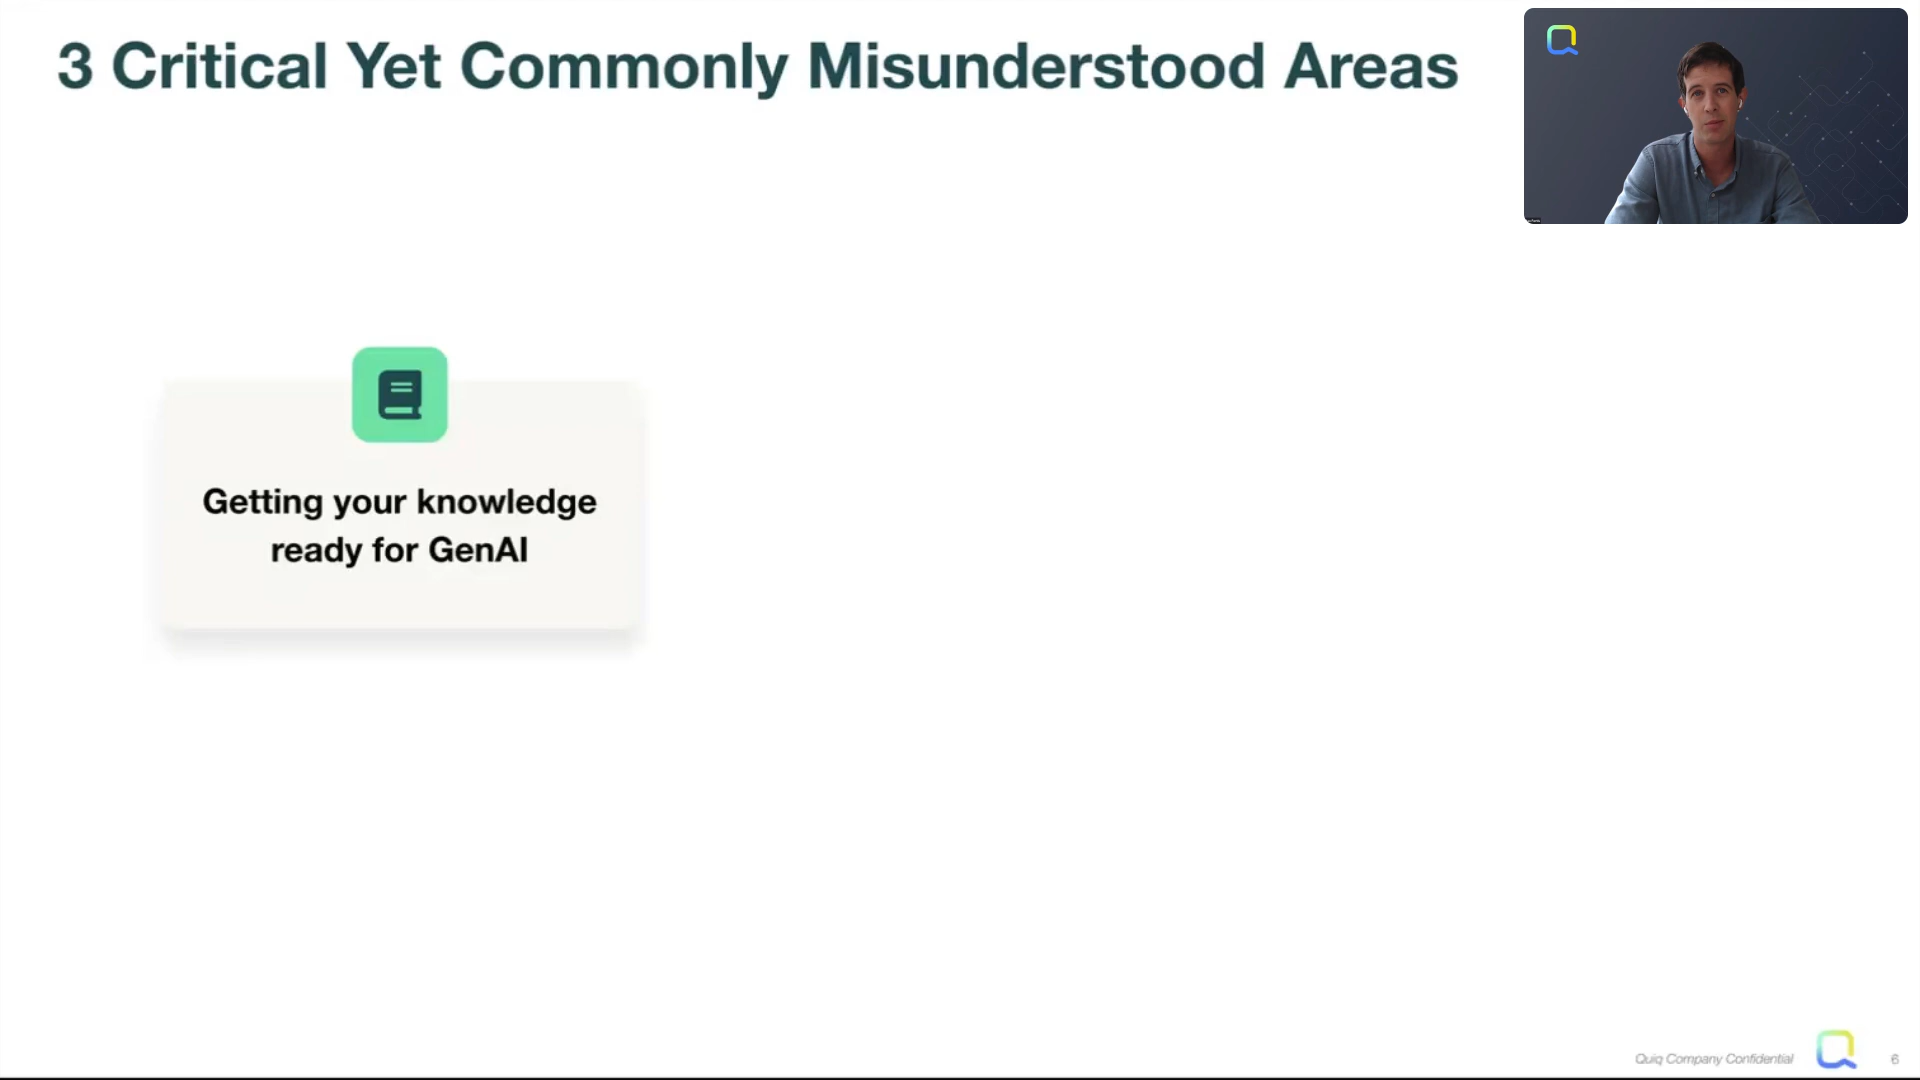 3 Critical Yet Commonly Misunderstood Areas
Getting your knowledge
ready for GenAI
Quiq Company Confidential
6